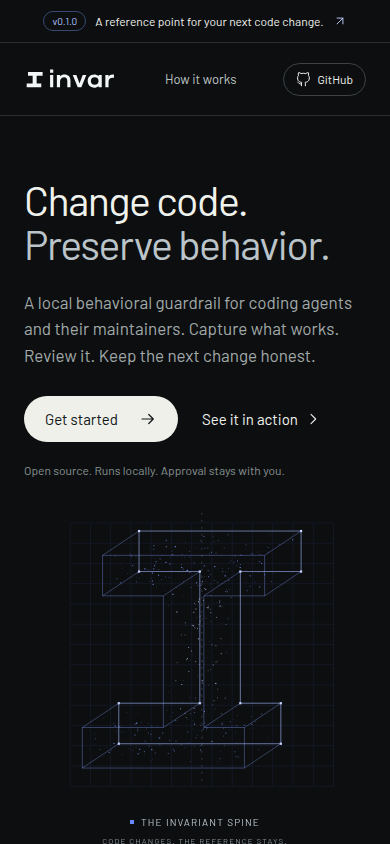 v0.1.0 A reference point for your next code change.
invar How it works GitHub
Change code.
Preserve behavior.
A local behavioral guardrail for coding agents
and their maintainers. Capture what works.
Review it. Keep the next change honest.
Get started See it in action
Open source. Runs locally. Approval stays with you.
THE INVARIANT SPINE
CODE CHANGES. THE REFERENCE STAYS.